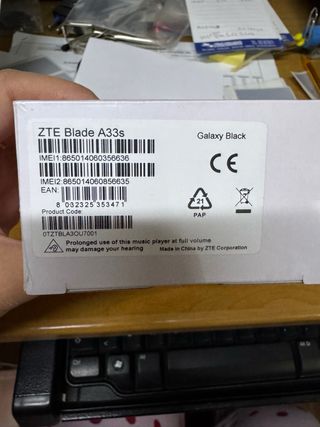 ZTE Blade A33s
Galaxy Black
IMEI1:865014060356636
IMEI2:865014060856635
EAN:
8 032325 353471
Product Code:
0TZTBLA3OU7001
21
PAP
Prolonged use of this music player at full volume
may damage your hearing
Made in China by ZTE Corporation
CE